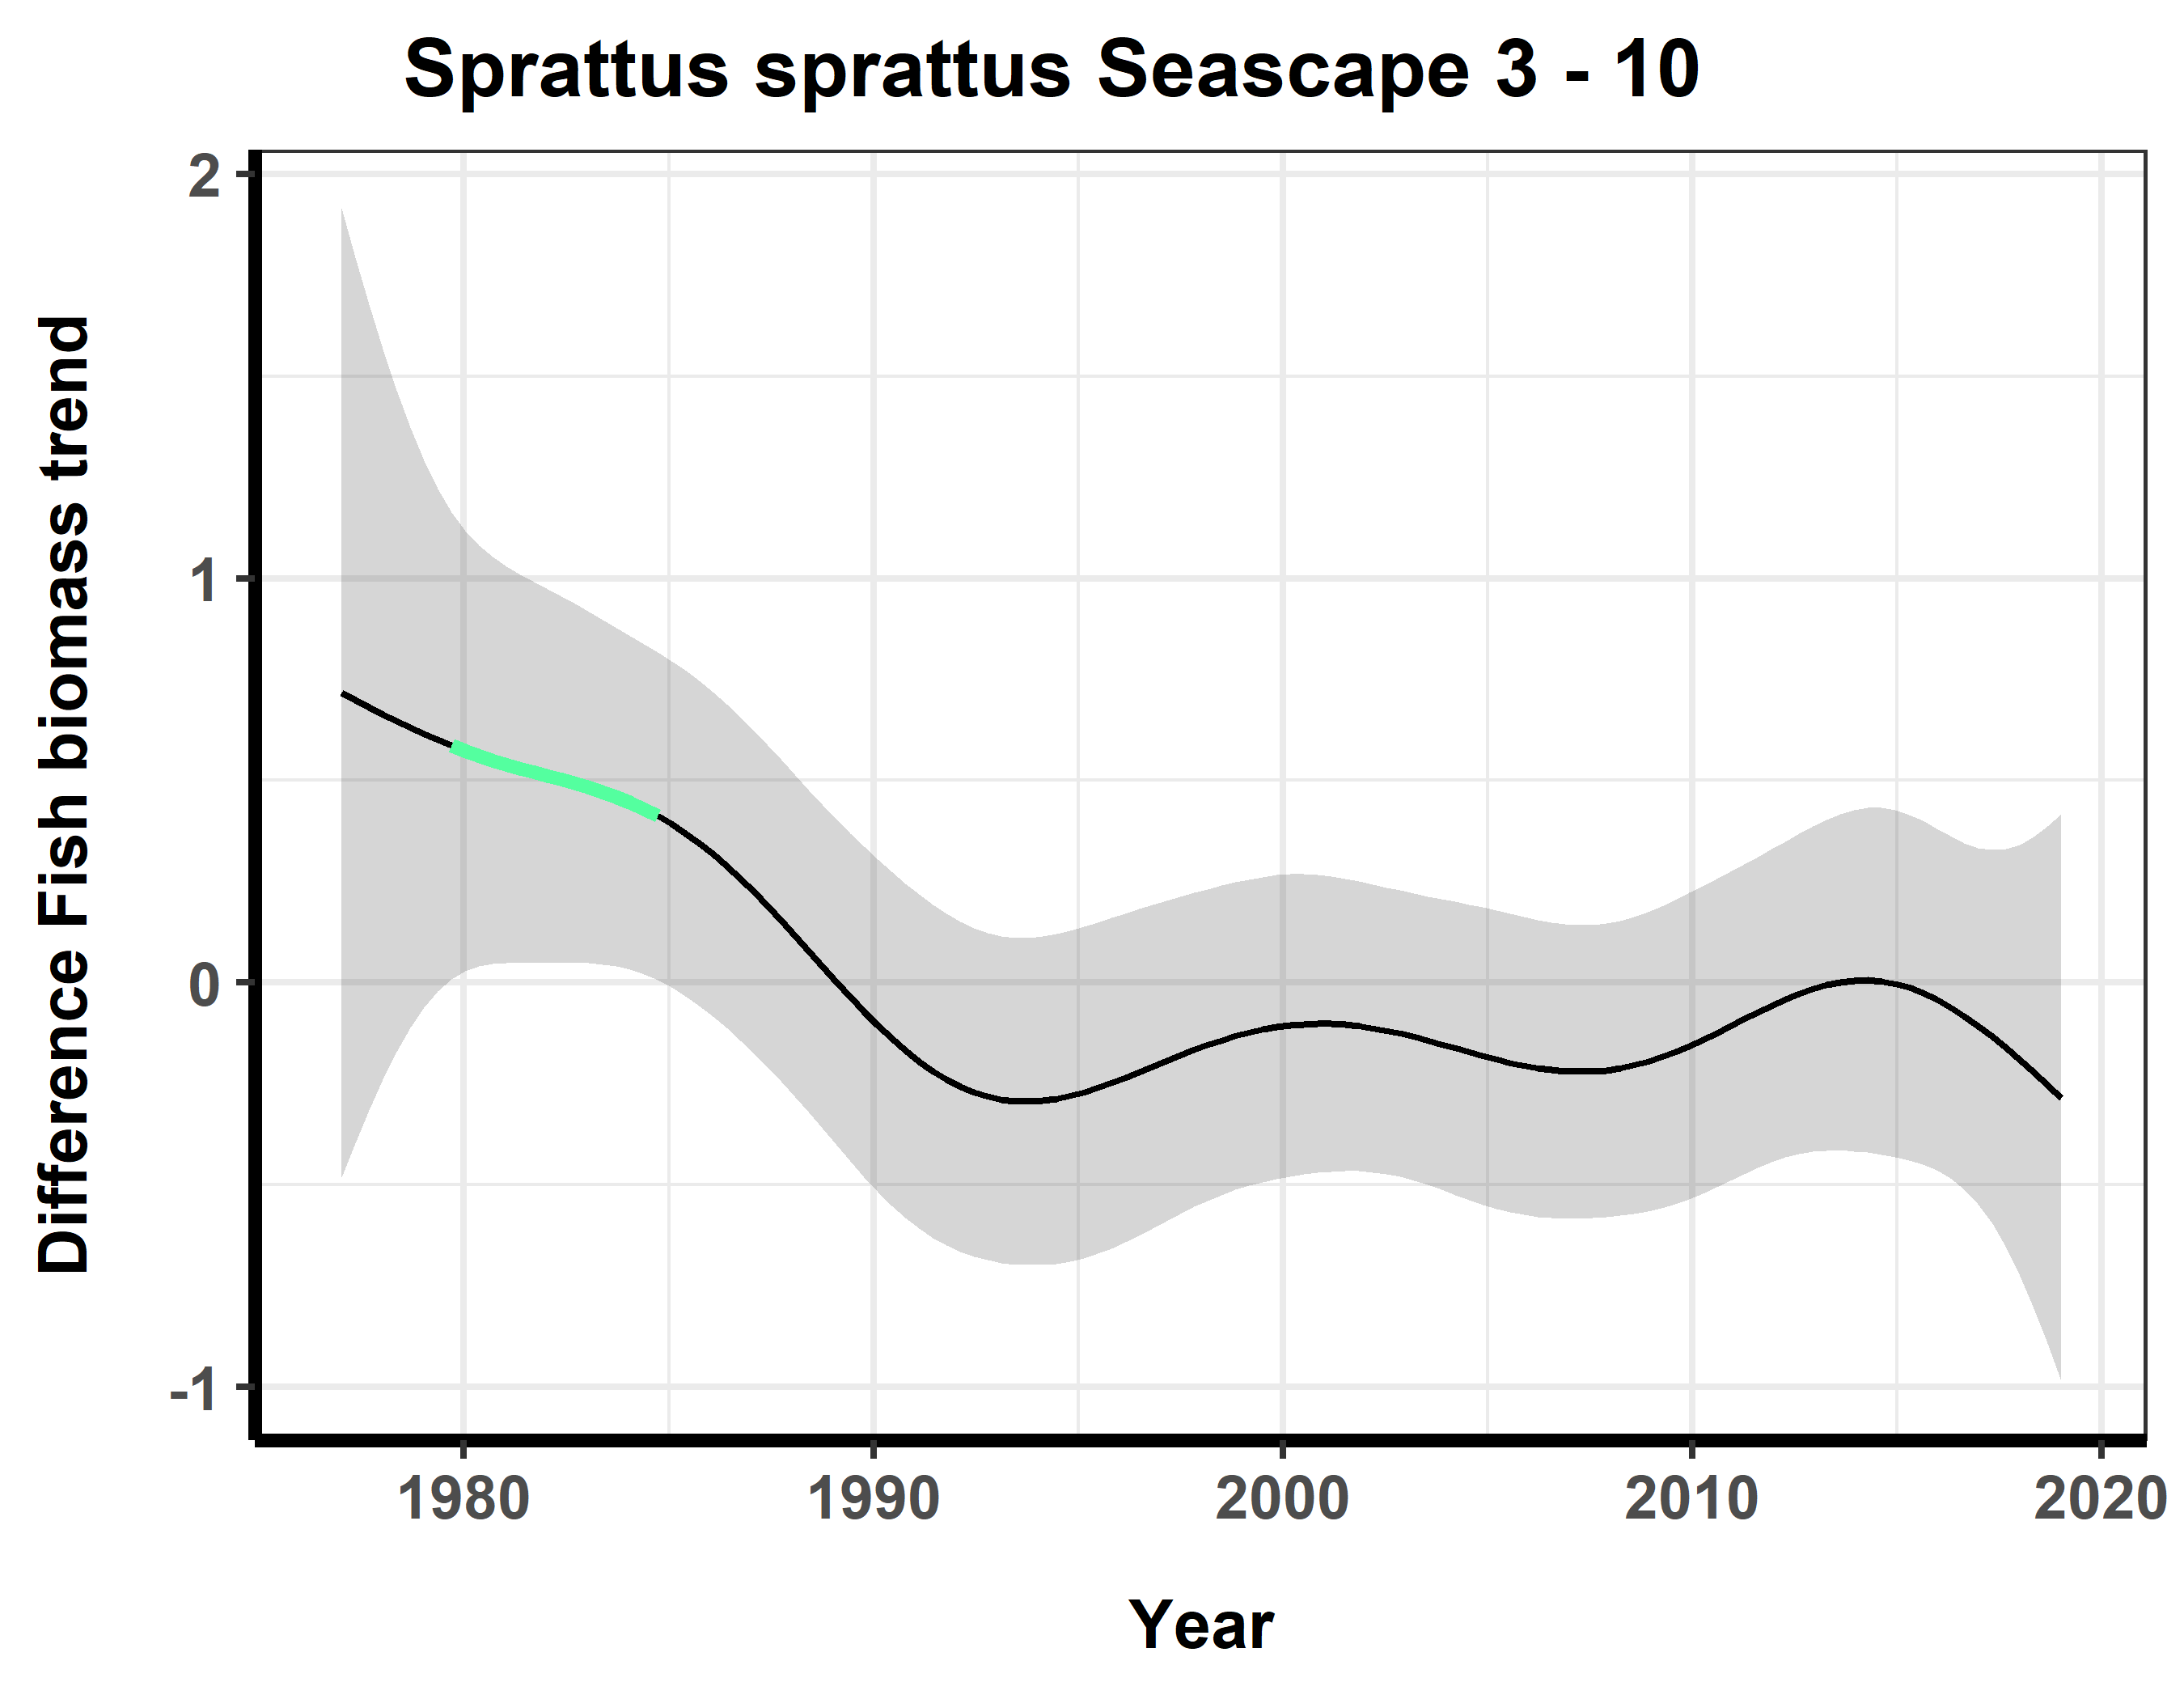 Sprattus sprattus Seascape 3 - 10
Difference Fish biomass trend
2
1
0
-1
1980 1990 2000 2010 2020
Year